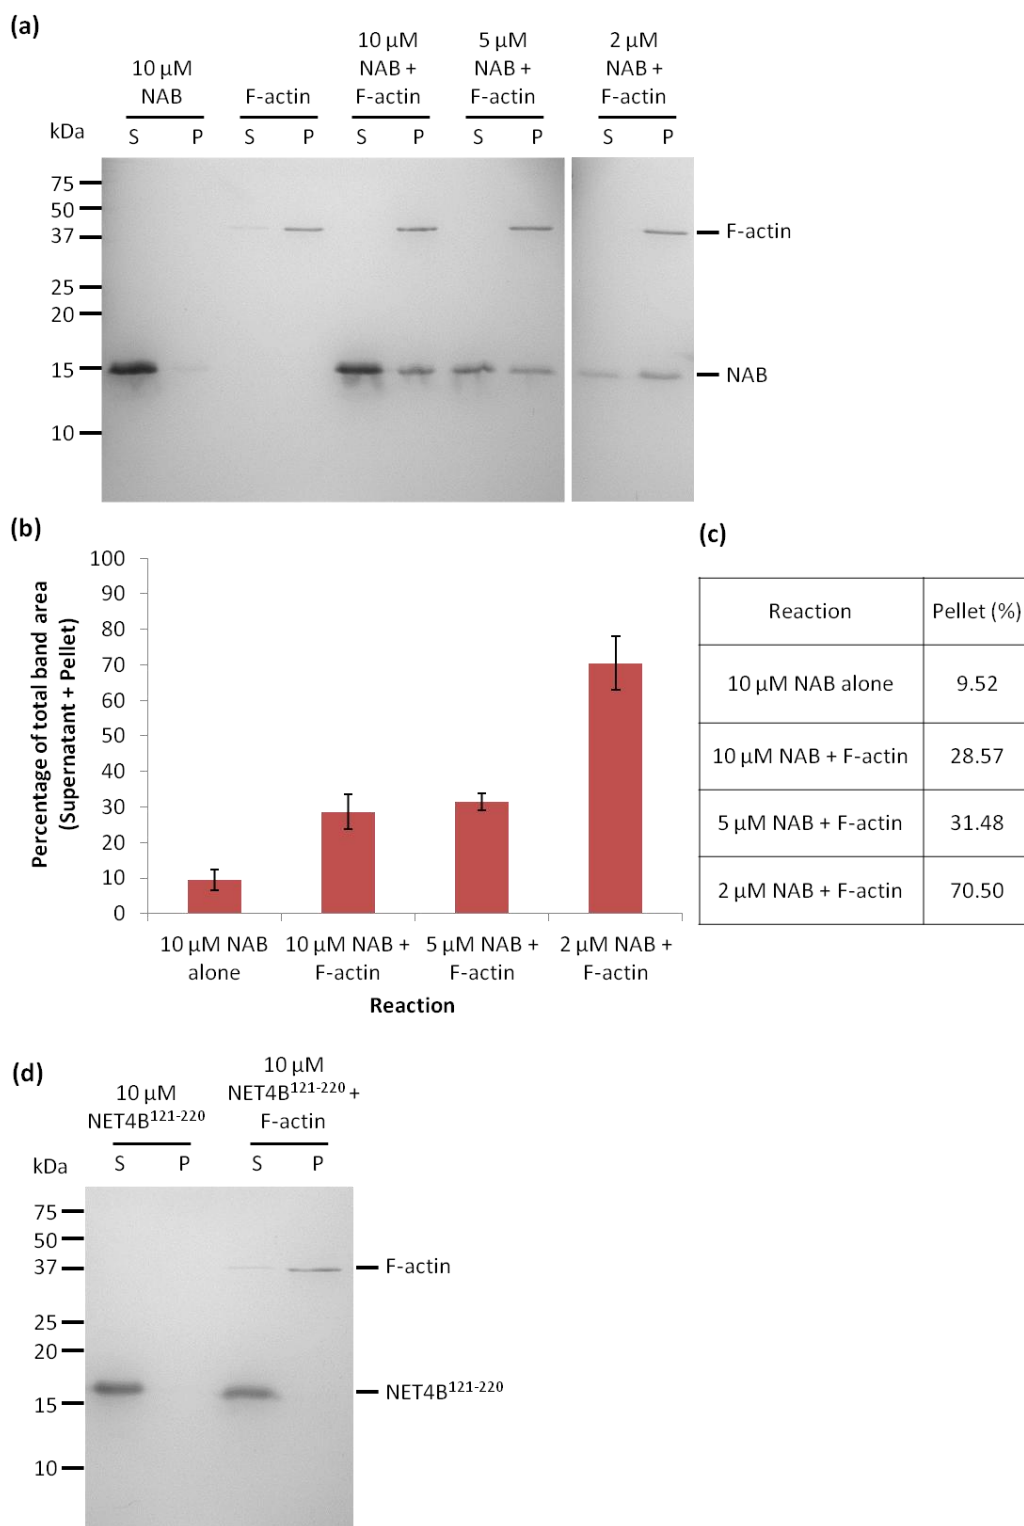 (a)
10 µM
NAB
F-actin
10 µM
NAB +
F-actin
5 µM
NAB +
F-actin
2 µM
NAB +
F-actin
kDa
S
P
S
P
S
P
S
P
S
P
75
50
37
25
20
15
10
F-actin
NAB
(b)
Percentage of total band area
(Supernatant + Pellet)
100
90
80
70
60
50
40
30
20
10
0
10 µM NAB
alone
10 µM NAB +
F-actin
5 µM NAB +
F-actin
2 µM NAB +
F-actin
Reaction
(c)
Reaction Pellet (%)
10 µM NAB alone 9.52
10 µM NAB + F-actin 28.57
5 µM NAB + F-actin 31.48
2 µM NAB + F-actin 70.50
(d)
10 µM
NET4B¹²¹⁻²²⁰
10 µM
NET4B¹²¹⁻²²⁰ +
F-actin
kDa
S
P
S
P
75
50
37
25
20
15
10
F-actin
NET4B¹²¹⁻²²⁰